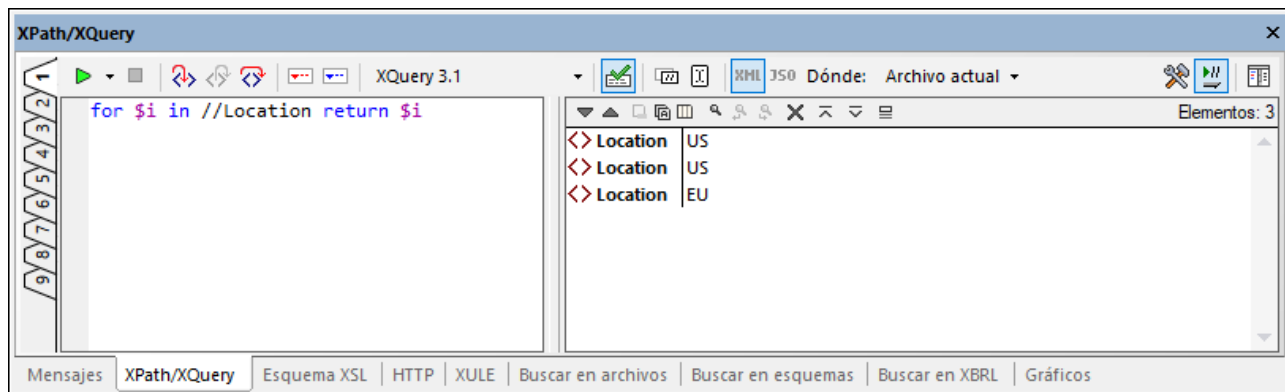 XPath/XQuery
XQuery 3.1 XML JSO Dónde: Archivo actual
for $i in //Location return $i
Elementos: 3
<> Location US
<> Location US
<> Location EU
1
2
3
4
5
6
7
8
9
Mensajes XPath/XQuery Esquema XSL HTTP XULE Buscar en archivos Buscar en esquemas Buscar en XBRL Gráficos